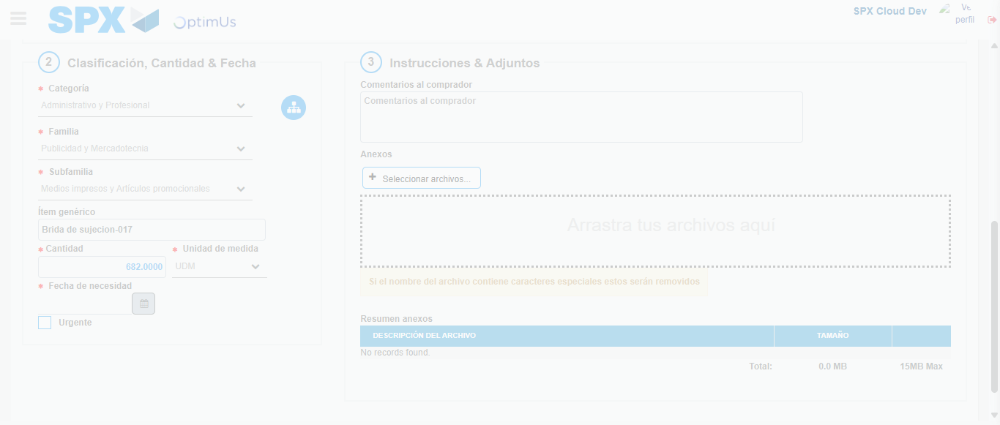 SPX
OptimUs
SPX Cloud Dev
Ve
perfil
2 Clasificación, Cantidad & Fecha
* Categoría
Administrativo y Profesional
* Familia
Publicidad y Mercadotecnia
* Subfamilia
Medios impresos y Artículos promocionales
Ítem genérico
Brida de sujecion-017
* Cantidad
* Unidad de medida
682.0000
UDM
* Fecha de necesidad
Urgente
3 Instrucciones & Adjuntos
Comentarios al comprador
Comentarios al comprador
Anexos
+ Seleccionar archivos...
Arrastra tus archivos aquí
Si el nombre del archivo contiene caracteres especiales estos serán removidos
Resumen anexos
DESCRIPCIÓN DEL ARCHIVO TAMAÑO
No records found.
Total: 0.0 MB 15MB Max